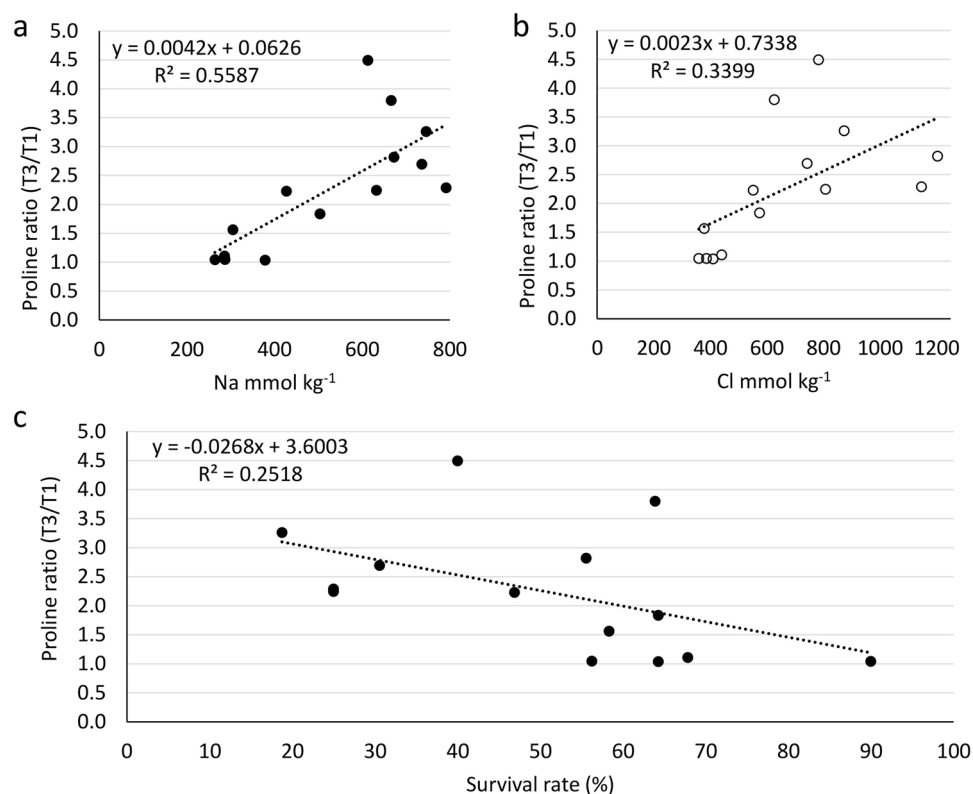 a
y = 0.0042x + 0.0626
R² = 0.5587
Proline ratio (T3/T1)
5.0
4.5
4.0
3.5
3.0
2.5
2.0
1.5
1.0
0.5
0.0
0 200 400 600 800
Na mmol kg⁻¹
b
y = 0.0023x + 0.7338
R² = 0.3399
Proline ratio (T3/T1)
5.0
4.5
4.0
3.5
3.0
2.5
2.0
1.5
1.0
0.5
0.0
0 200 400 600 800 1000 1200
Cl mmol kg⁻¹
c
y = -0.0268x + 3.6003
R² = 0.2518
Proline ratio (T3/T1)
5.0
4.5
4.0
3.5
3.0
2.5
2.0
1.5
1.0
0.5
0.0
0 10 20 30 40 50 60 70 80 90 100
Survival rate (%)